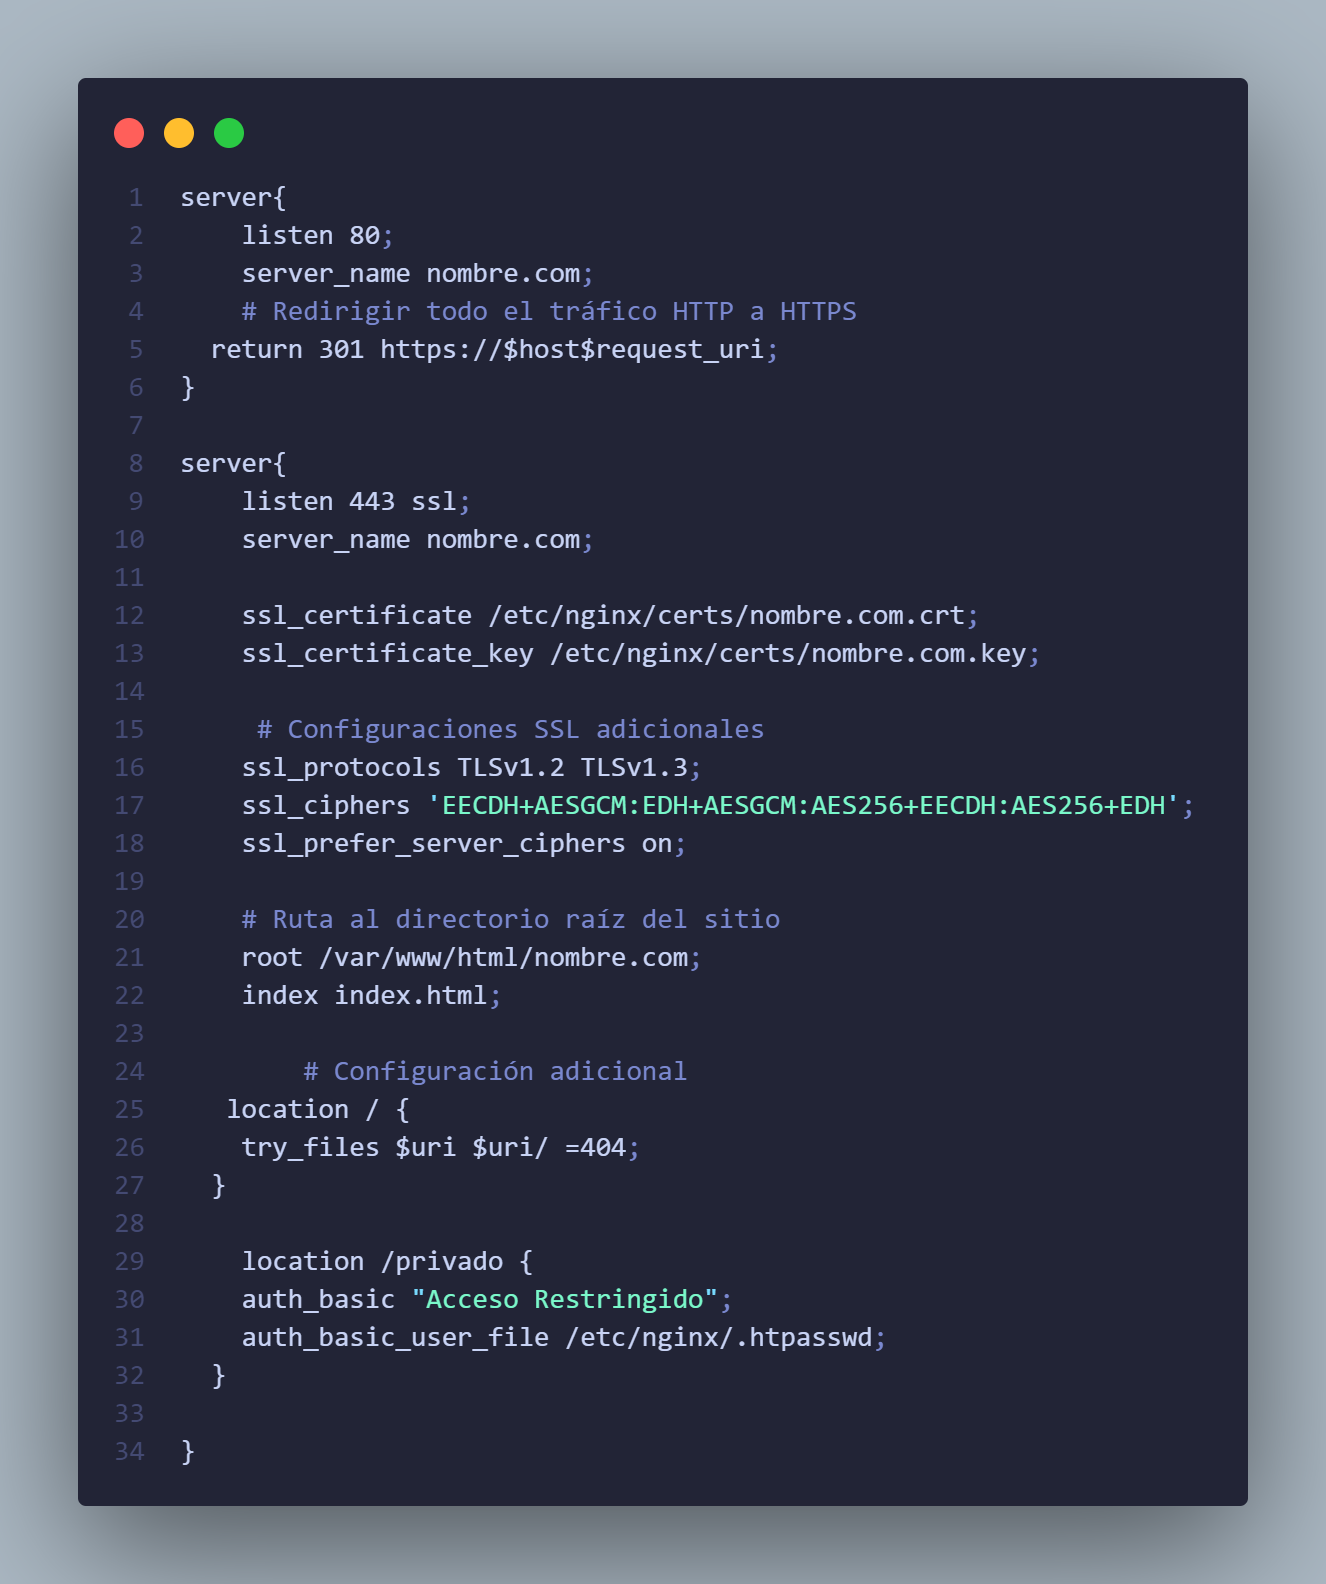 1 server{
2     listen 80;
3     server_name nombre.com;
4     # Redirigir todo el tráfico HTTP a HTTPS
5   return 301 https://$host$request_uri;
6 }
7
8 server{
9     listen 443 ssl;
10     server_name nombre.com;
11
12     ssl_certificate /etc/nginx/certs/nombre.com.crt;
13     ssl_certificate_key /etc/nginx/certs/nombre.com.key;
14
15      # Configuraciones SSL adicionales
16     ssl_protocols TLSv1.2 TLSv1.3;
17     ssl_ciphers 'EECDH+AESGCM:EDH+AESGCM:AES256+EECDH:AES256+EDH';
18     ssl_prefer_server_ciphers on;
19
20     # Ruta al directorio raíz del sitio
21     root /var/www/html/nombre.com;
22     index index.html;
23
24         # Configuración adicional
25    location / {
26     try_files $uri $uri/ =404;
27   }
28
29     location /privado {
30     auth_basic "Acceso Restringido";
31     auth_basic_user_file /etc/nginx/.htpasswd;
32   }
33
34 }